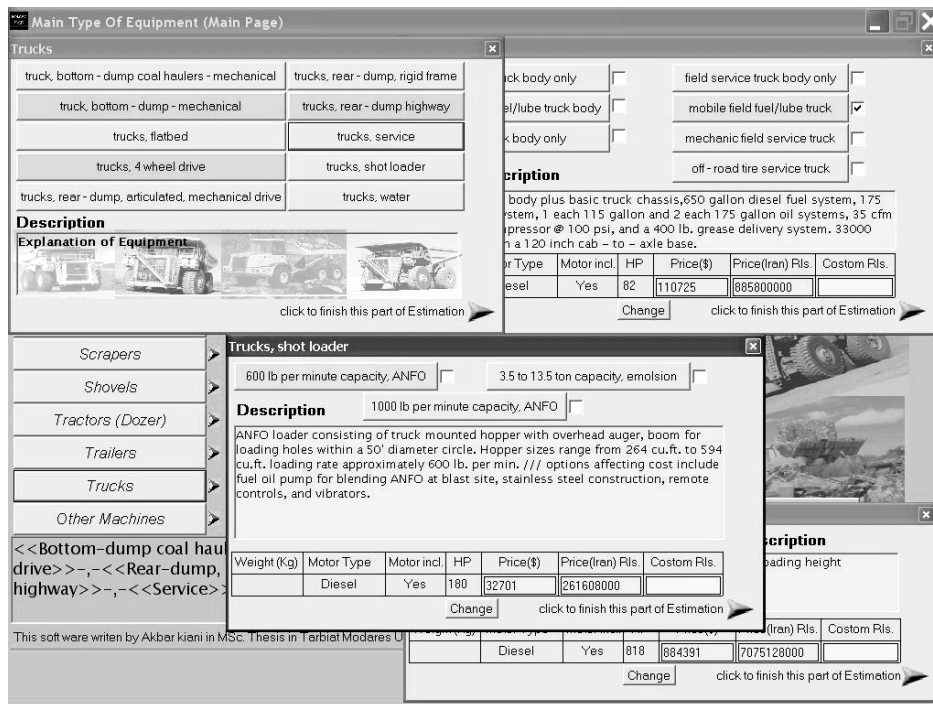 Main Type Of Equipment (Main Page)
Trucks
truck, bottom - dump coal haulers - mechanical
trucks, rear - dump, rigid frame
truck, bottom - dump - mechanical
trucks, rear - dump highway
trucks, flatbed
trucks, service
trucks, 4 wheel drive
trucks, shot loader
trucks, rear - dump, articulated, mechanical drive
trucks, water
Description
Explanation of Equipment
click to finish this part of Estimation
body only
field service truck body only
truck body
mobile field fuel/lube truck
body only
mechanic field service truck
off - road tire service truck
body plus basic truck chassis,650 gallon diesel fuel system, 175
1 each 115 gallon and 2 each 175 gallon oil systems, 35 cfm
@ 100 psi, and a 400 lb. grease delivery system. 33000
a 120 inch cab - to - axle base.
Type Motor incl. HP Price($) Price(Iran) Rls. Costom Rls.
Yes 82 110725 885800000
Change click to finish this part of Estimation
Scrapers
Shovels
Tractors (Dozer)
Trailers
Trucks
Other Machines
Trucks, shot loader
600 lb per minute capacity, ANFO
3.5 to 13.5 ton capacity, emolsion
Description
1000 lb per minute capacity, ANFO
ANFO loader consisting of truck mounted hopper with overhead auger, boom for
loading holes within a 50' diameter circle. Hopper sizes range from 264 cu.ft. to 594
cu.ft. loading rate approximately 600 lb. per min. /// options affecting cost include
fuel oil pump for blending ANFO at blast site, stainless steel construction, remote
controls, and vibrators.
Weight (Kg) Motor Type Motor incl. HP Price($) Price(Iran) Rls. Costom Rls.
Diesel Yes 180 32701 261608000
Change click to finish this part of Estimation
<<Bottom-dump coal
drive>>-,-<<Rear-dump,
highway>>-,-<<Service>
This soft ware writen by Akbar kiani in MSc. Thesis in Tarbiat Modares
height
(Iran) Rls. Costom Rls.
Diesel Yes 818 884391 7075128000
Change click to finish this part of Estimation